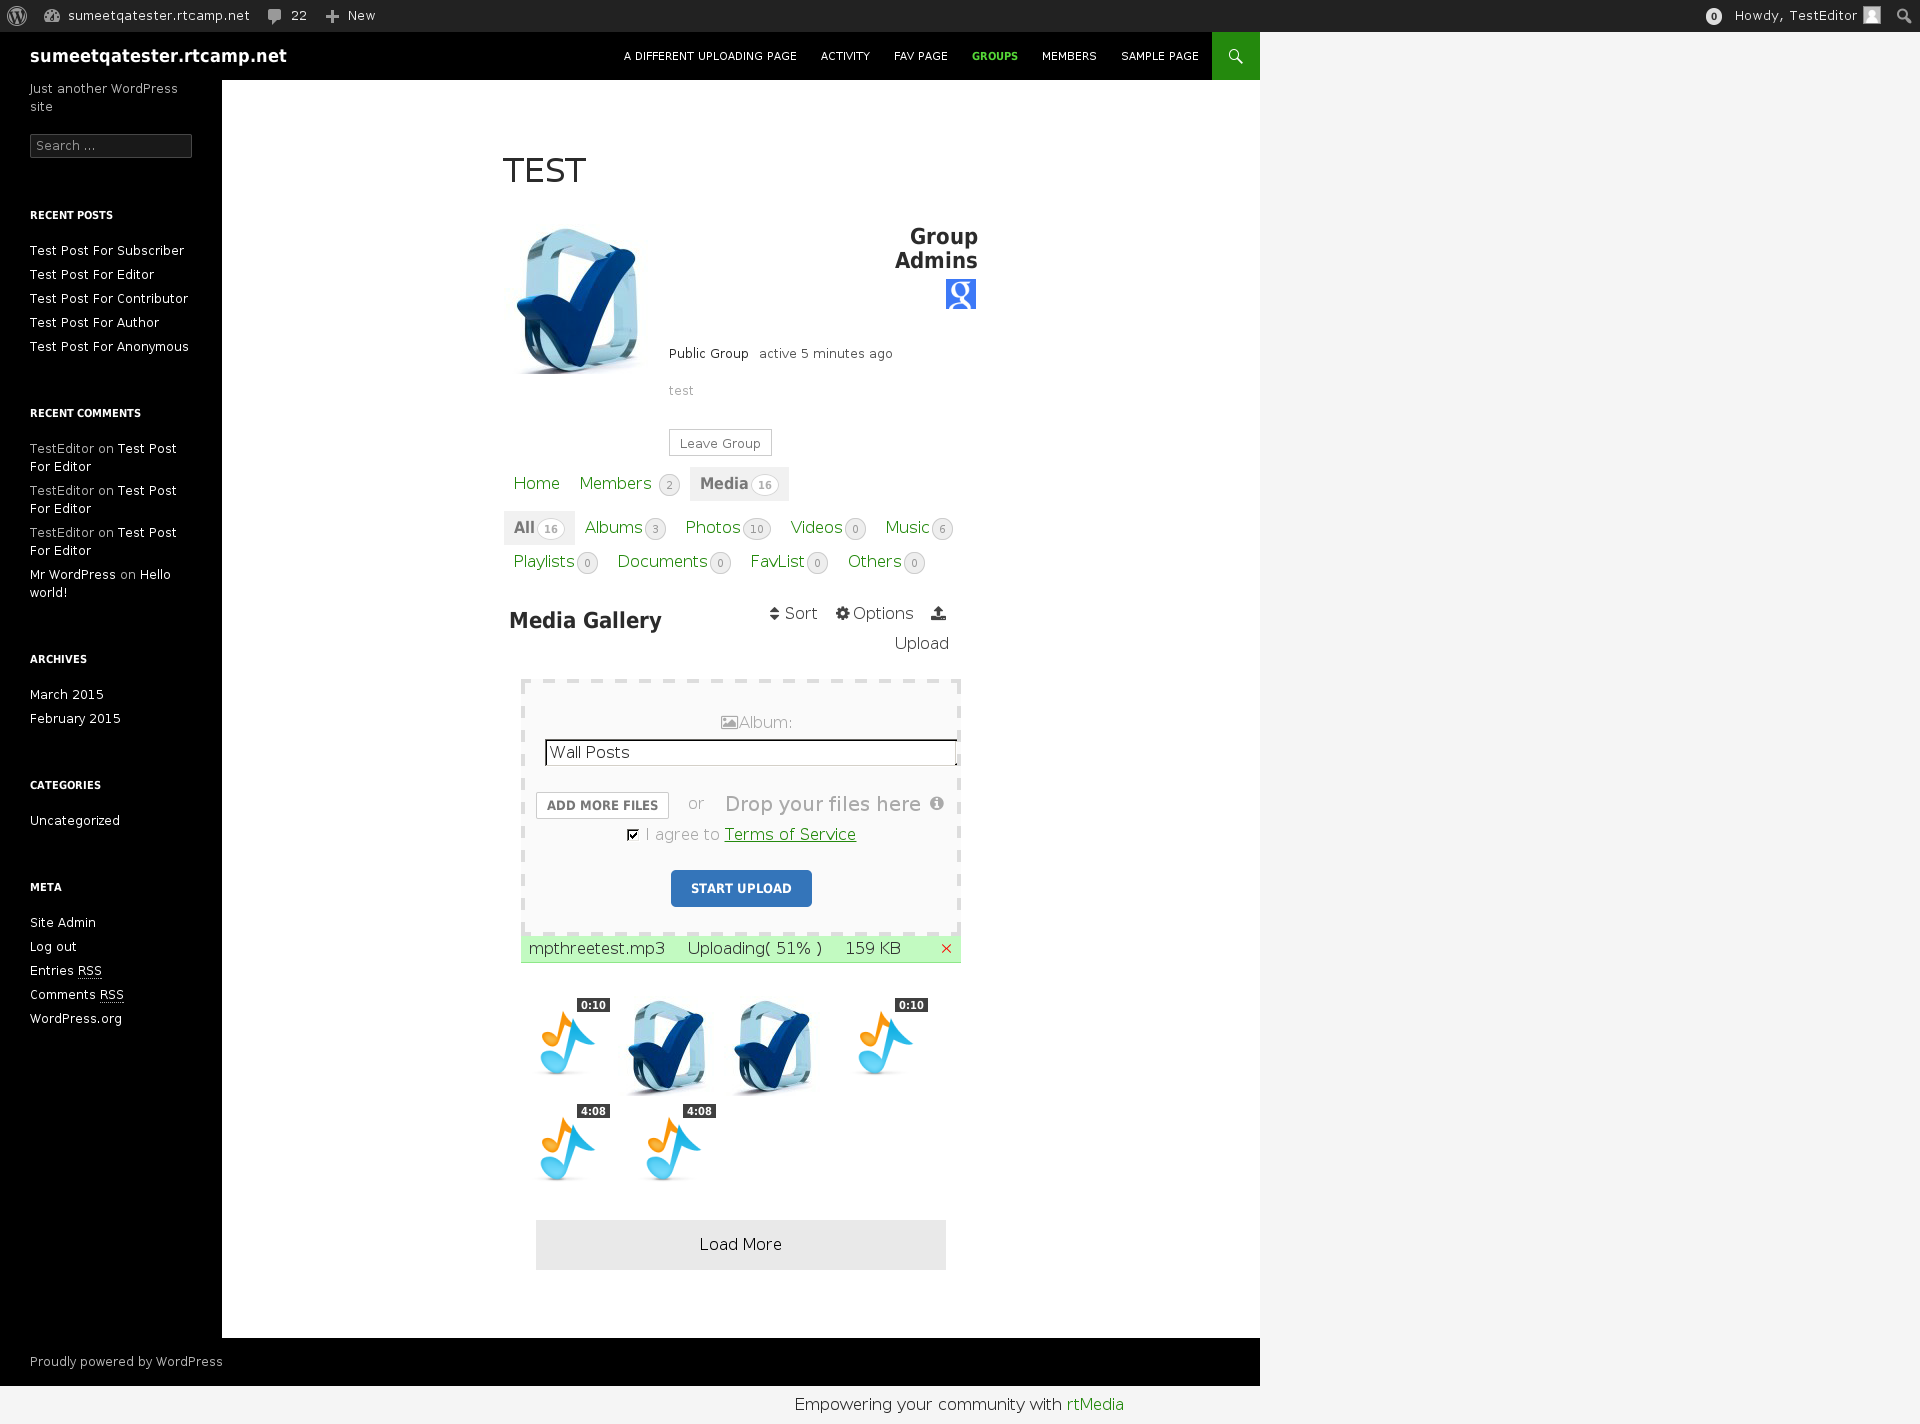 sumeetqatester.rtcamp.net 22 New 0 Howdy, TestEditor
sumeetqatester.rtcamp.net A DIFFERENT UPLOADING PAGE ACTIVITY FAV PAGE GROUPS MEMBERS SAMPLE PAGE
Just another WordPress
site
Search ...
RECENT POSTS
Test Post For Subscriber
Test Post For Editor
Test Post For Contributor
Test Post For Author
Test Post For Anonymous
RECENT COMMENTS
TestEditor on Test Post
For Editor
TestEditor on Test Post
For Editor
TestEditor on Test Post
For Editor
Mr WordPress on Hello
world!
ARCHIVES
March 2015
February 2015
CATEGORIES
Uncategorized
META
Site Admin
Log out
Entries RSS
Comments RSS
WordPress.org
TEST
Group
Admins
g
Public Group active 5 minutes ago
test
Leave Group
Home Members 2 Media 16
All 16 Albums 3 Photos 10 Videos 0 Music 6
Playlists 0 Documents 0 FavList 0 Others 0
Media Gallery Sort Options
Upload
Album:
Wall Posts
ADD MORE FILES or Drop your files here
I agree to Terms of Service
START UPLOAD
mpthreetest.mp3 Uploading( 51% ) 159 KB ×
0:10 0:10
4:08 4:08
Load More
Proudly powered by WordPress
Empowering your community with rtMedia